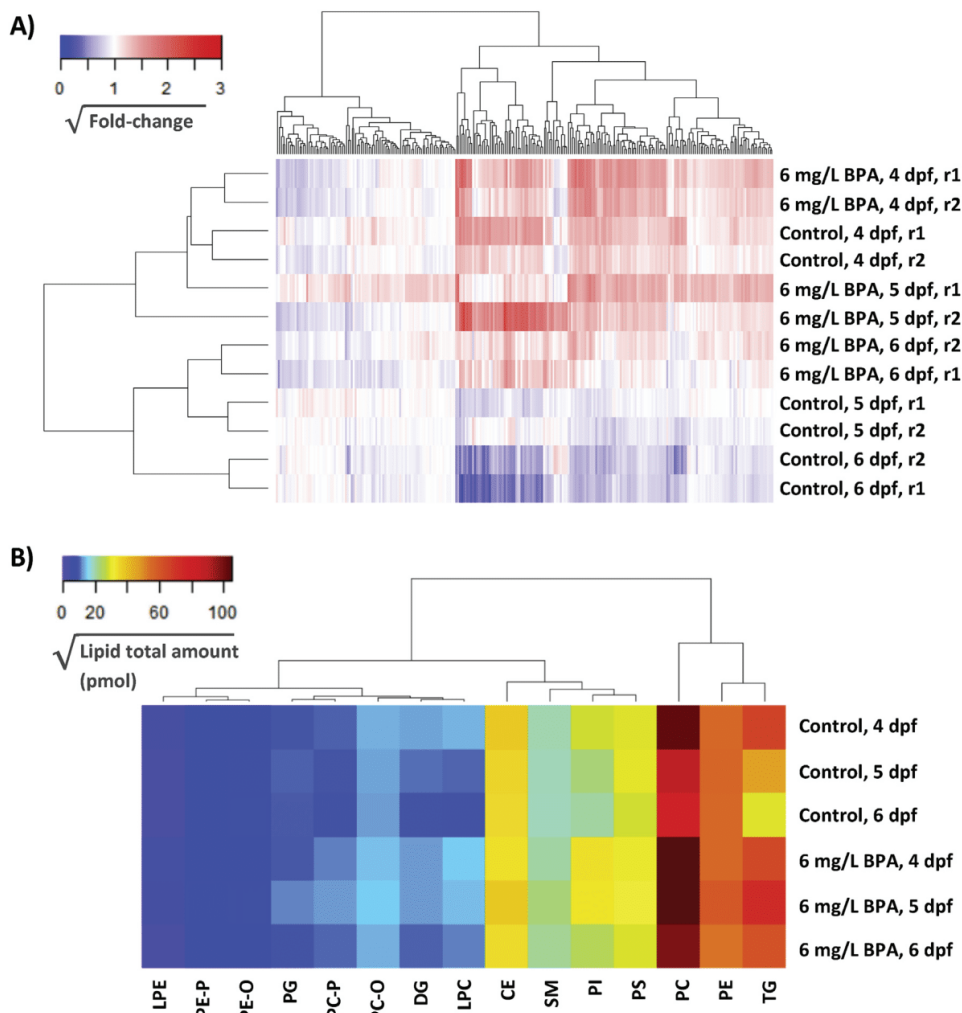 A)
0 1 2 3
√ Fold-change
6 mg/L BPA, 4 dpf, r1
6 mg/L BPA, 4 dpf, r2
Control, 4 dpf, r1
Control, 4 dpf, r2
6 mg/L BPA, 5 dpf, r1
6 mg/L BPA, 5 dpf, r2
6 mg/L BPA, 6 dpf, r2
6 mg/L BPA, 6 dpf, r1
Control, 5 dpf, r1
Control, 5 dpf, r2
Control, 6 dpf, r2
Control, 6 dpf, r1
B)
0 20 60 100
√ Lipid total amount
(pmol)
Control, 4 dpf
Control, 5 dpf
Control, 6 dpf
6 mg/L BPA, 4 dpf
6 mg/L BPA, 5 dpf
6 mg/L BPA, 6 dpf
LPE PE-P PE-O PG PC-P PC-O DG LPC CE SM PI PS PC PE TG